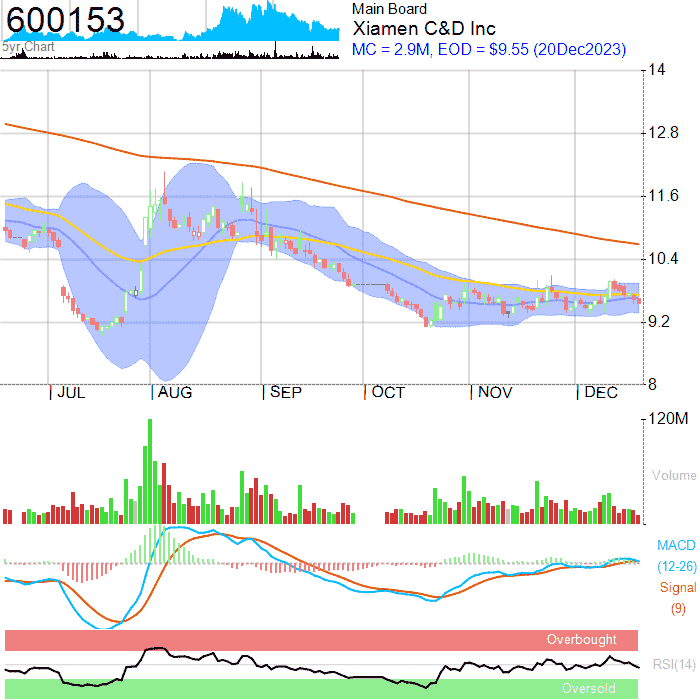 600153
5yr Chart
Main Board
Xiamen C&D Inc
MC = 2.9M, EOD = $9.55 (20Dec2023)
14
12.8
11.6
10.4
9.2
8
JUL AUG SEP OCT NOV DEC
120M
Volume
MACD
(12-26)
Signal
(9)
Overbought
RSI(14)
Oversold